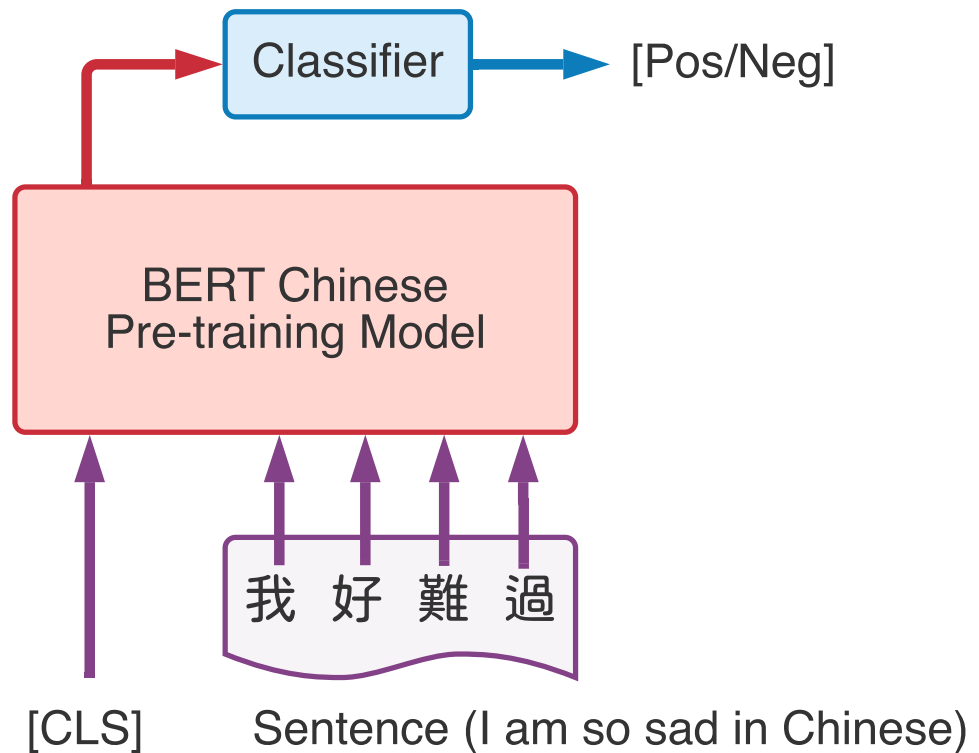 Classifier
[Pos/Neg]
BERT Chinese
Pre-training Model
我 好 難 過
[CLS]
Sentence (I am so sad in Chinese)